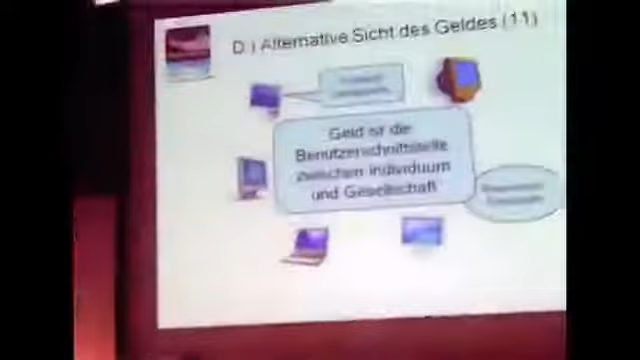 D.) Alternative Sicht des Geldes (11)
Geld ist die
Benutzerschnittstelle
zwischen Individuum
und Gesellschaft